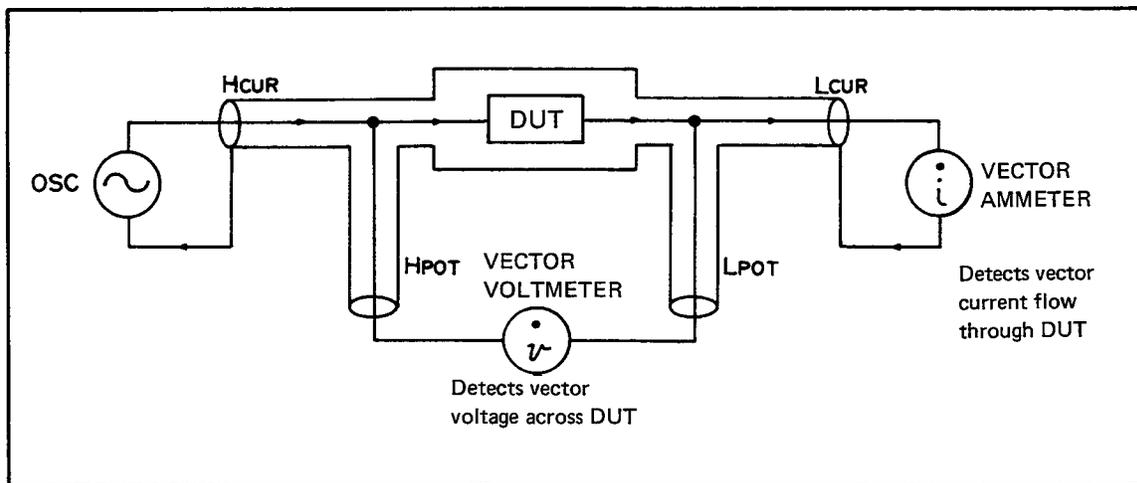 HCUR
LCUR
DUT
OSC
i
VECTOR
AMMETER
HPOT
VECTOR
VOLTMETER
LPOT
v
Detects vector
current flow
through DUT
Detects vector
voltage across DUT